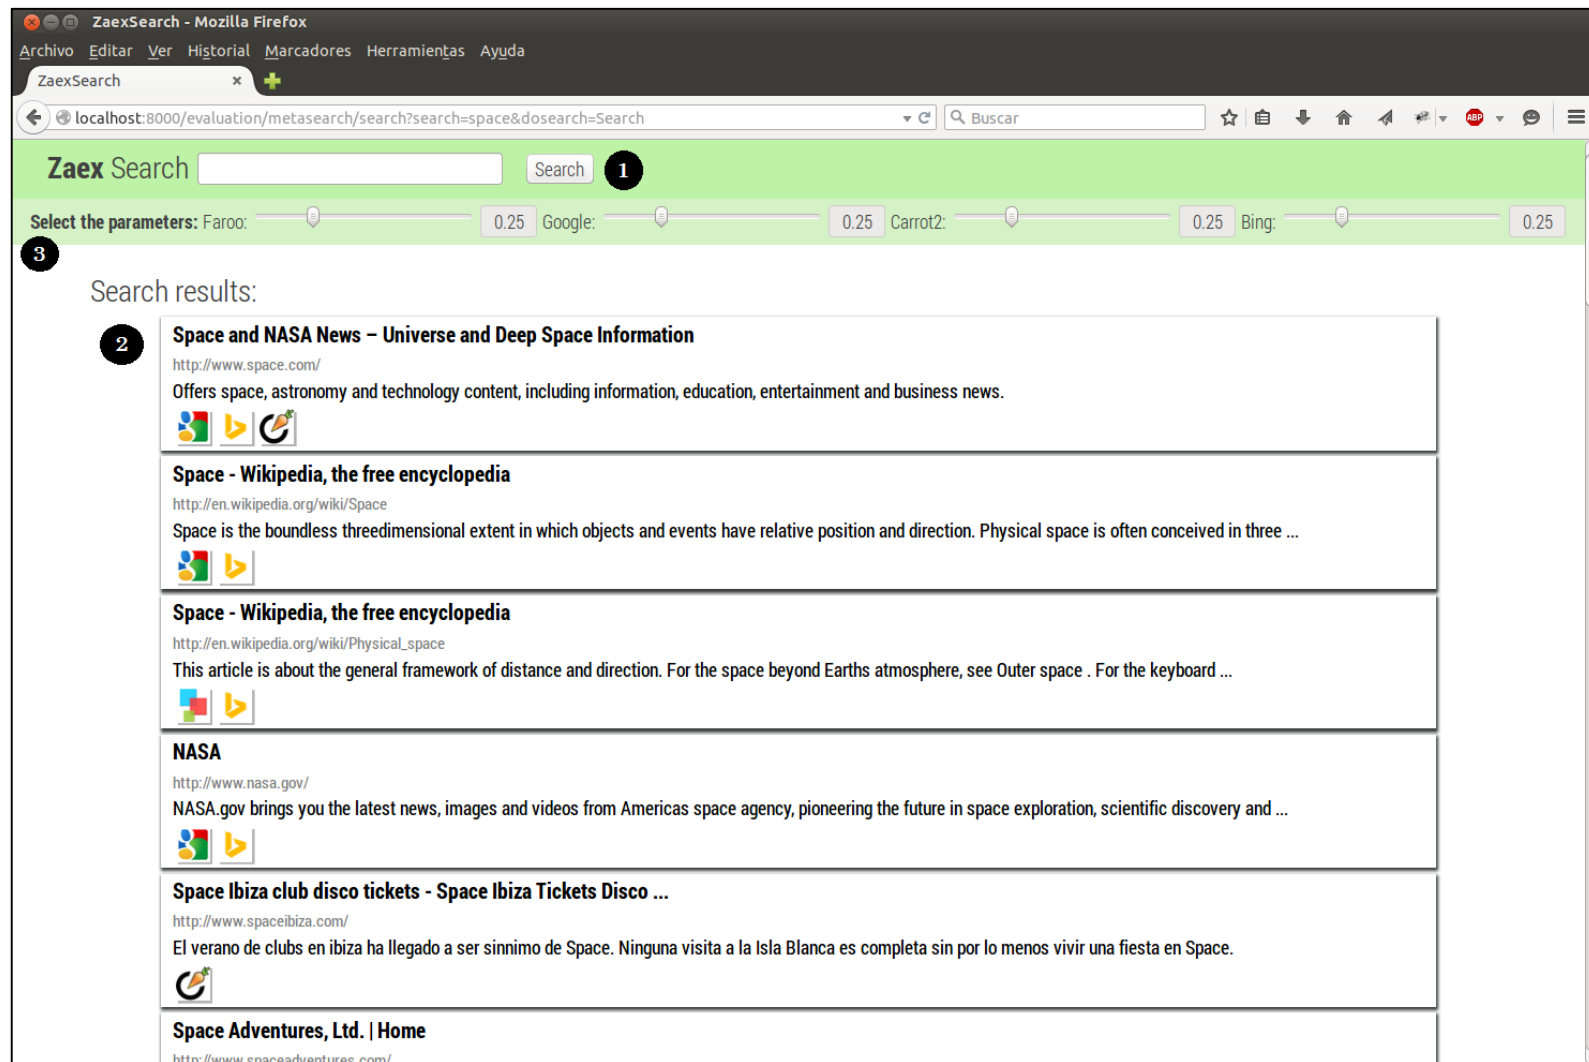 ZaexSearch - Mozilla Firefox
Archivo Editar Ver Historial Marcadores Herramientas Ayuda
ZaexSearch
localhost:8000/evaluation/metasearch/search?search=space&dosearch=Search
Buscar
ABP
Zaex Search
Search
1
Select the parameters: Faroo: 0.25 Google: 0.25 Carrot2: 0.25 Bing: 0.25
3
Search results:
2
Space and NASA News – Universe and Deep Space Information
http://www.space.com/
Offers space, astronomy and technology content, including information, education, entertainment and business news.
Space - Wikipedia, the free encyclopedia
http://en.wikipedia.org/wiki/Space
Space is the boundless threedimensional extent in which objects and events have relative position and direction. Physical space is often conceived in three ...
Space - Wikipedia, the free encyclopedia
http://en.wikipedia.org/wiki/Physical_space
This article is about the general framework of distance and direction. For the space beyond Earths atmosphere, see Outer space . For the keyboard ...
NASA
http://www.nasa.gov/
NASA.gov brings you the latest news, images and videos from Americas space agency, pioneering the future in space exploration, scientific discovery and ...
Space Ibiza club disco tickets - Space Ibiza Tickets Disco ...
http://www.spaceibiza.com/
El verano de clubs en ibiza ha llegado a ser sinnimo de Space. Ninguna visita a la Isla Blanca es completa sin por lo menos vivir una fiesta en Space.
Space Adventures, Ltd. | Home
http://www.spaceadventures.com/